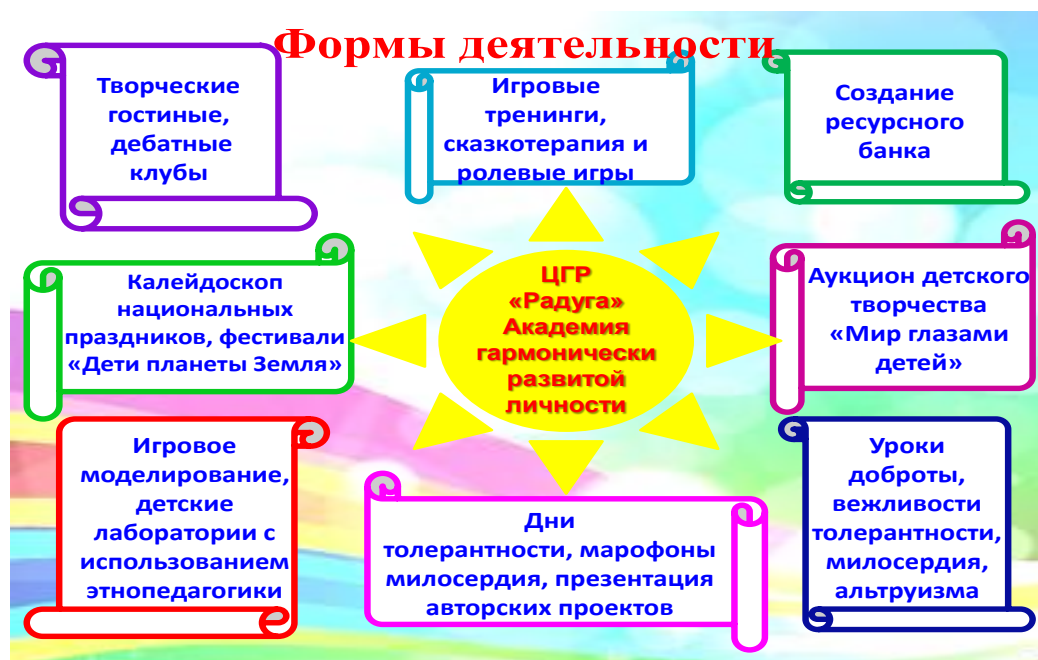 Формы деятельности
Творческие
гостиные,
дебатные
клубы
Игровые
тренинги,
сказкотерапия и
ролевые игры
Создание
ресурсного
банка
Калейдоскоп
национальных
праздников, фестивали
«Дети планеты Земля»
ЦГР
«Радуга»
Академия
гармонически
развитой
личности
Аукцион детского
творчества
«Мир глазами
детей»
Игровое
моделирование,
детские
лаборатории с
использованием
этнопедагогики
Дни
толерантности, марофоны
милосердия, презентация
авторских проектов
Уроки
доброты,
вежливости
толерантности,
милосердия,
альтруизма